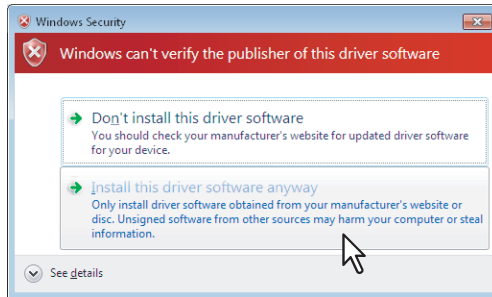 Windows Security
Windows can't verify the publisher of this driver software
Don't install this driver software
You should check your manufacturer's website for updated driver software
for your device.
Install this driver software anyway
Only install driver software obtained from your manufacturer's website or
disc. Unsigned software from other sources may harm your computer or steal
information.
See details